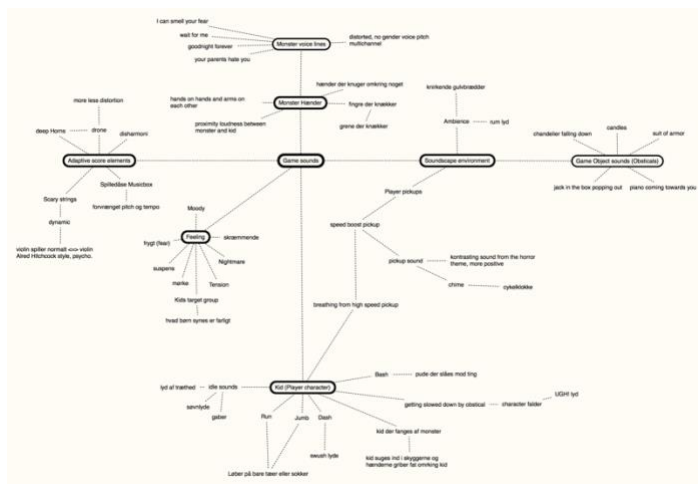 I can smell your fear
wait for me
goodnight forever
your parents hate you
Monster voice lines
distorted, no gender voice pitch
multichannel
hænder der knuger omkring noget
hands on hands and arms on
each other
Monster Hænder
fingre der knækker
proximity loudness between
monster and kid
grene der knækker
knirkende gulvbrædder
Ambience
rum lyd
more less distortion
deep Horns
drone
disharmoni
Adaptive score elements
Game sounds
Soundscape environment
chandelier falling down
candles
suit of armor
Game Object sounds (Obsticals)
jack in the box popping out
piano coming towards you
Spilledåse Musicbox
forvrænget pitch og tempo
Scary strings
dynamic
violin spiller normalt <=> violin
Alred Hitchcock style, psycho.
Moody
Feeling
skræmmende
frygt (fear)
Nightmare
suspens
mørke
Tension
Kids target group
hvad børn synes er farligt
Player pickups
speed boost pickup
pickup sound
kontrasting sound from the horror
theme, more positive
chime
cykelklokke
breathing from high speed pickup
Kid (Player character)
lyd af træthed
idle sounds
søvnlyde
gaber
Run
Jumb
Dash
swush lyde
Løber på bare tæer eller sokker
Bash
pude der slåes mod ting
getting slowed down by obstical
character falder
UGH! lyd
kid der fanges af monster
kid suges ind i skyggerne og
hænderne griber fat omrking kid